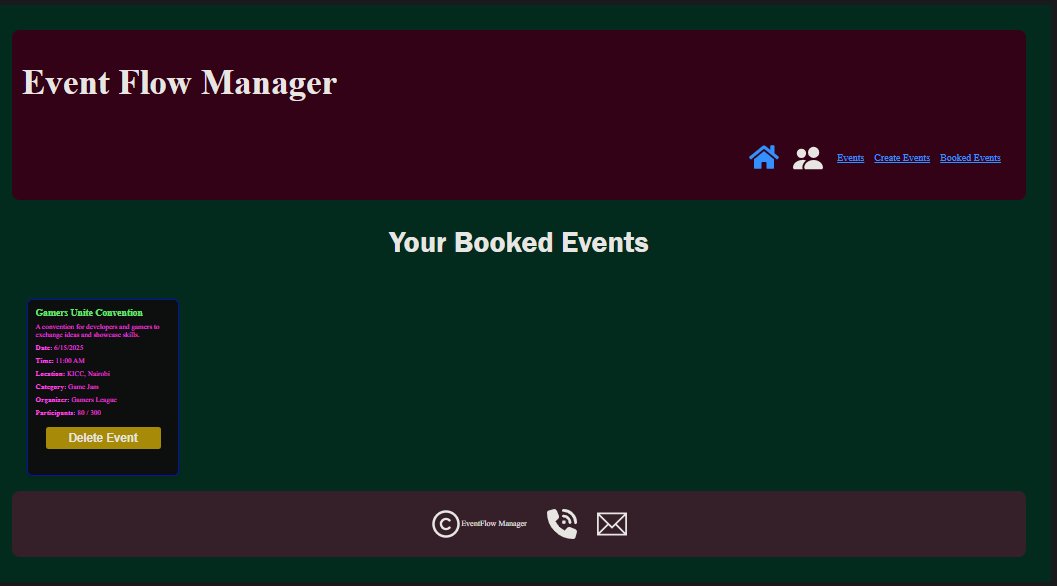 Event Flow Manager
Events Create Events Booked Events
Your Booked Events
Gamers Unite Convention
A convention for developers and gamers to
exchange ideas and showcase skills.
Date: 6/15/2025
Time: 11:00 AM
Location: KICC, Nairobi
Category: Game Jam
Organizer: Gamers League
Participants: 80 / 300
Delete Event
© EventFlow Manager